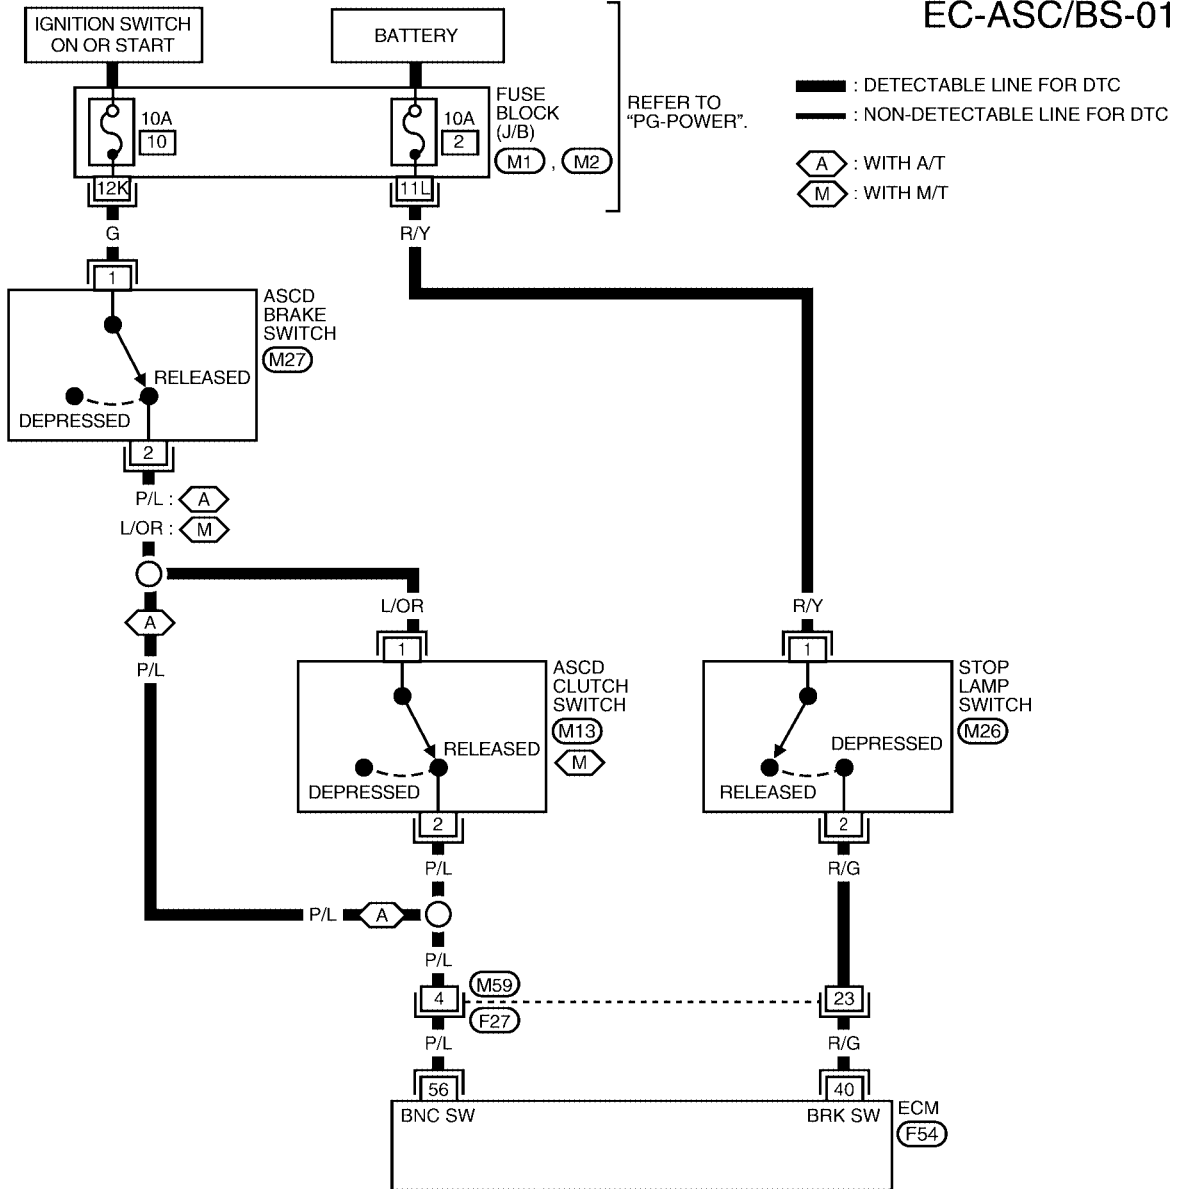 EC-ASC/BS-01
IGNITION SWITCH
ON OR START
BATTERY
FUSE
BLOCK
(J/B)
M1 , M2
10A
10
10A
2
REFER TO
"PG-POWER".
: DETECTABLE LINE FOR DTC
: NON-DETECTABLE LINE FOR DTC
A : WITH A/T
M : WITH M/T
12K
11L
G
R/Y
1
ASCD
BRAKE
SWITCH
M27
RELEASED
DEPRESSED
2
P/L : A
L/OR : M
A
P/L
L/OR
R/Y
1
1
ASCD
CLUTCH
SWITCH
M13
M
RELEASED
DEPRESSED
STOP
LAMP
SWITCH
M26
DEPRESSED
RELEASED
2
2
P/L
R/G
P/L
A
P/L
4
M59
F27
23
P/L
R/G
56
40
BNC SW
BRK SW
ECM
F54